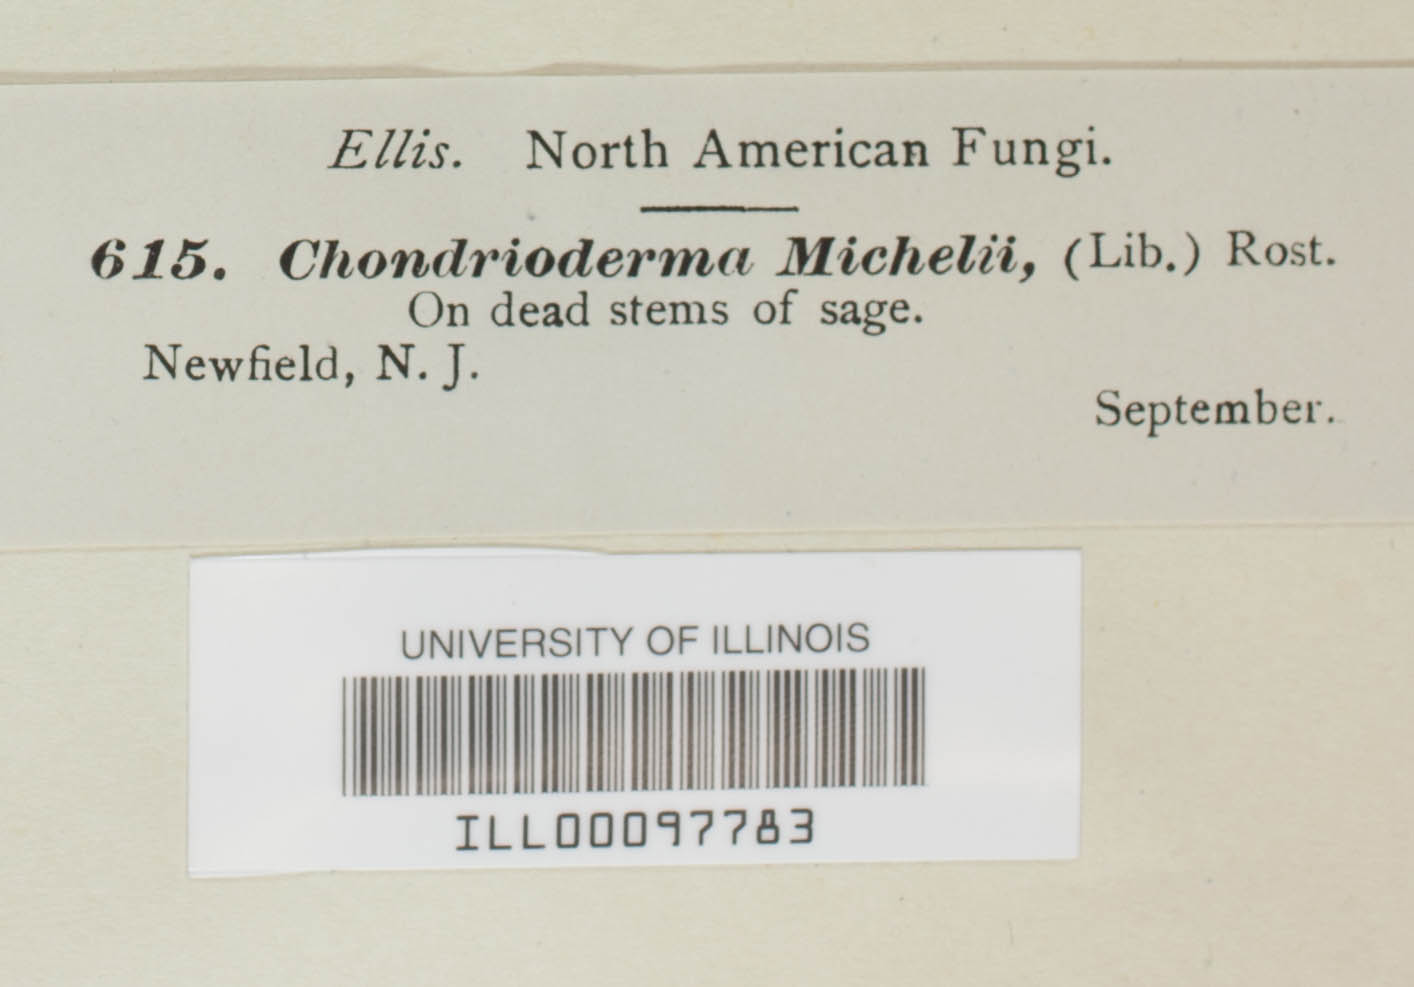 Ellis. North American Fungi.
615. Chondrioderma Michelii, (Lib.) Rost.
On dead stems of sage.
Newfield, N. J.
September.
UNIVERSITY OF ILLINOIS
ILL00097783